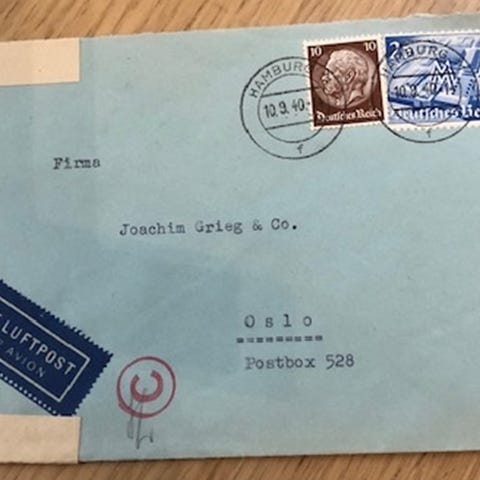 HAMBURG
10.9.40
f
10 10
Deutsches Reich
HAMBURG
10.9.40
f
Deutsches Re
Firma
Joachim Grieg & Co.
Oslo
Postbox 528
LUFTPOST
AVION
C